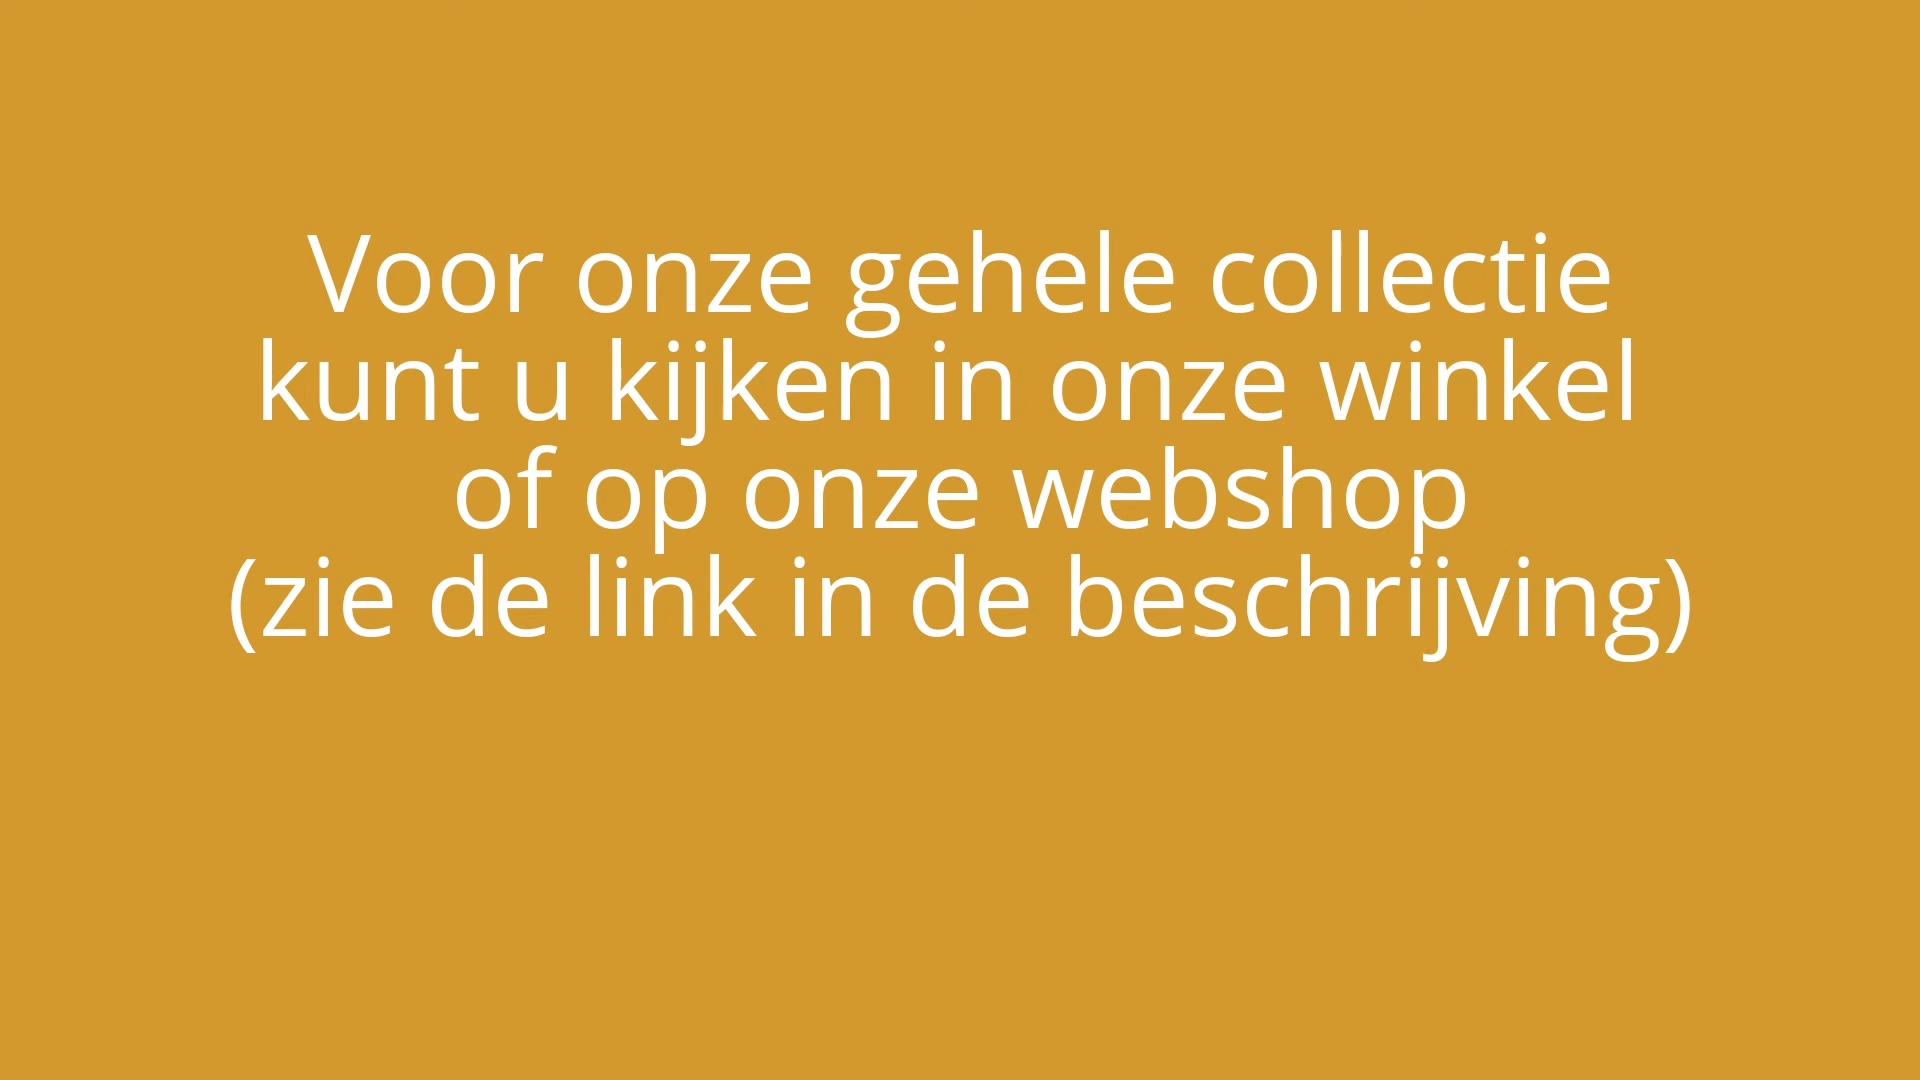 Voor onze gehele collectie
kunt u kijken in onze winkel
of op onze webshop
(zie de link in de beschrijving)